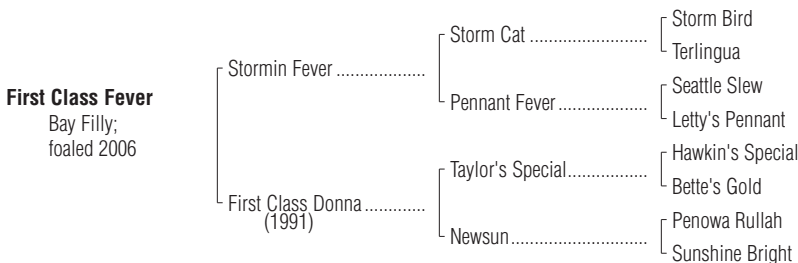 First Class Fever
Bay Filly;
foaled 2006
Stormin Fever ...................
First Class Donna .............
(1991)
Storm Cat .........................
Pennant Fever ...................
Taylor's Special.................
Newsun.............................
Storm Bird
Terlingua
Seattle Slew
Letty's Pennant
Hawkin's Special
Bette's Gold
Penowa Rullah
Sunshine Bright